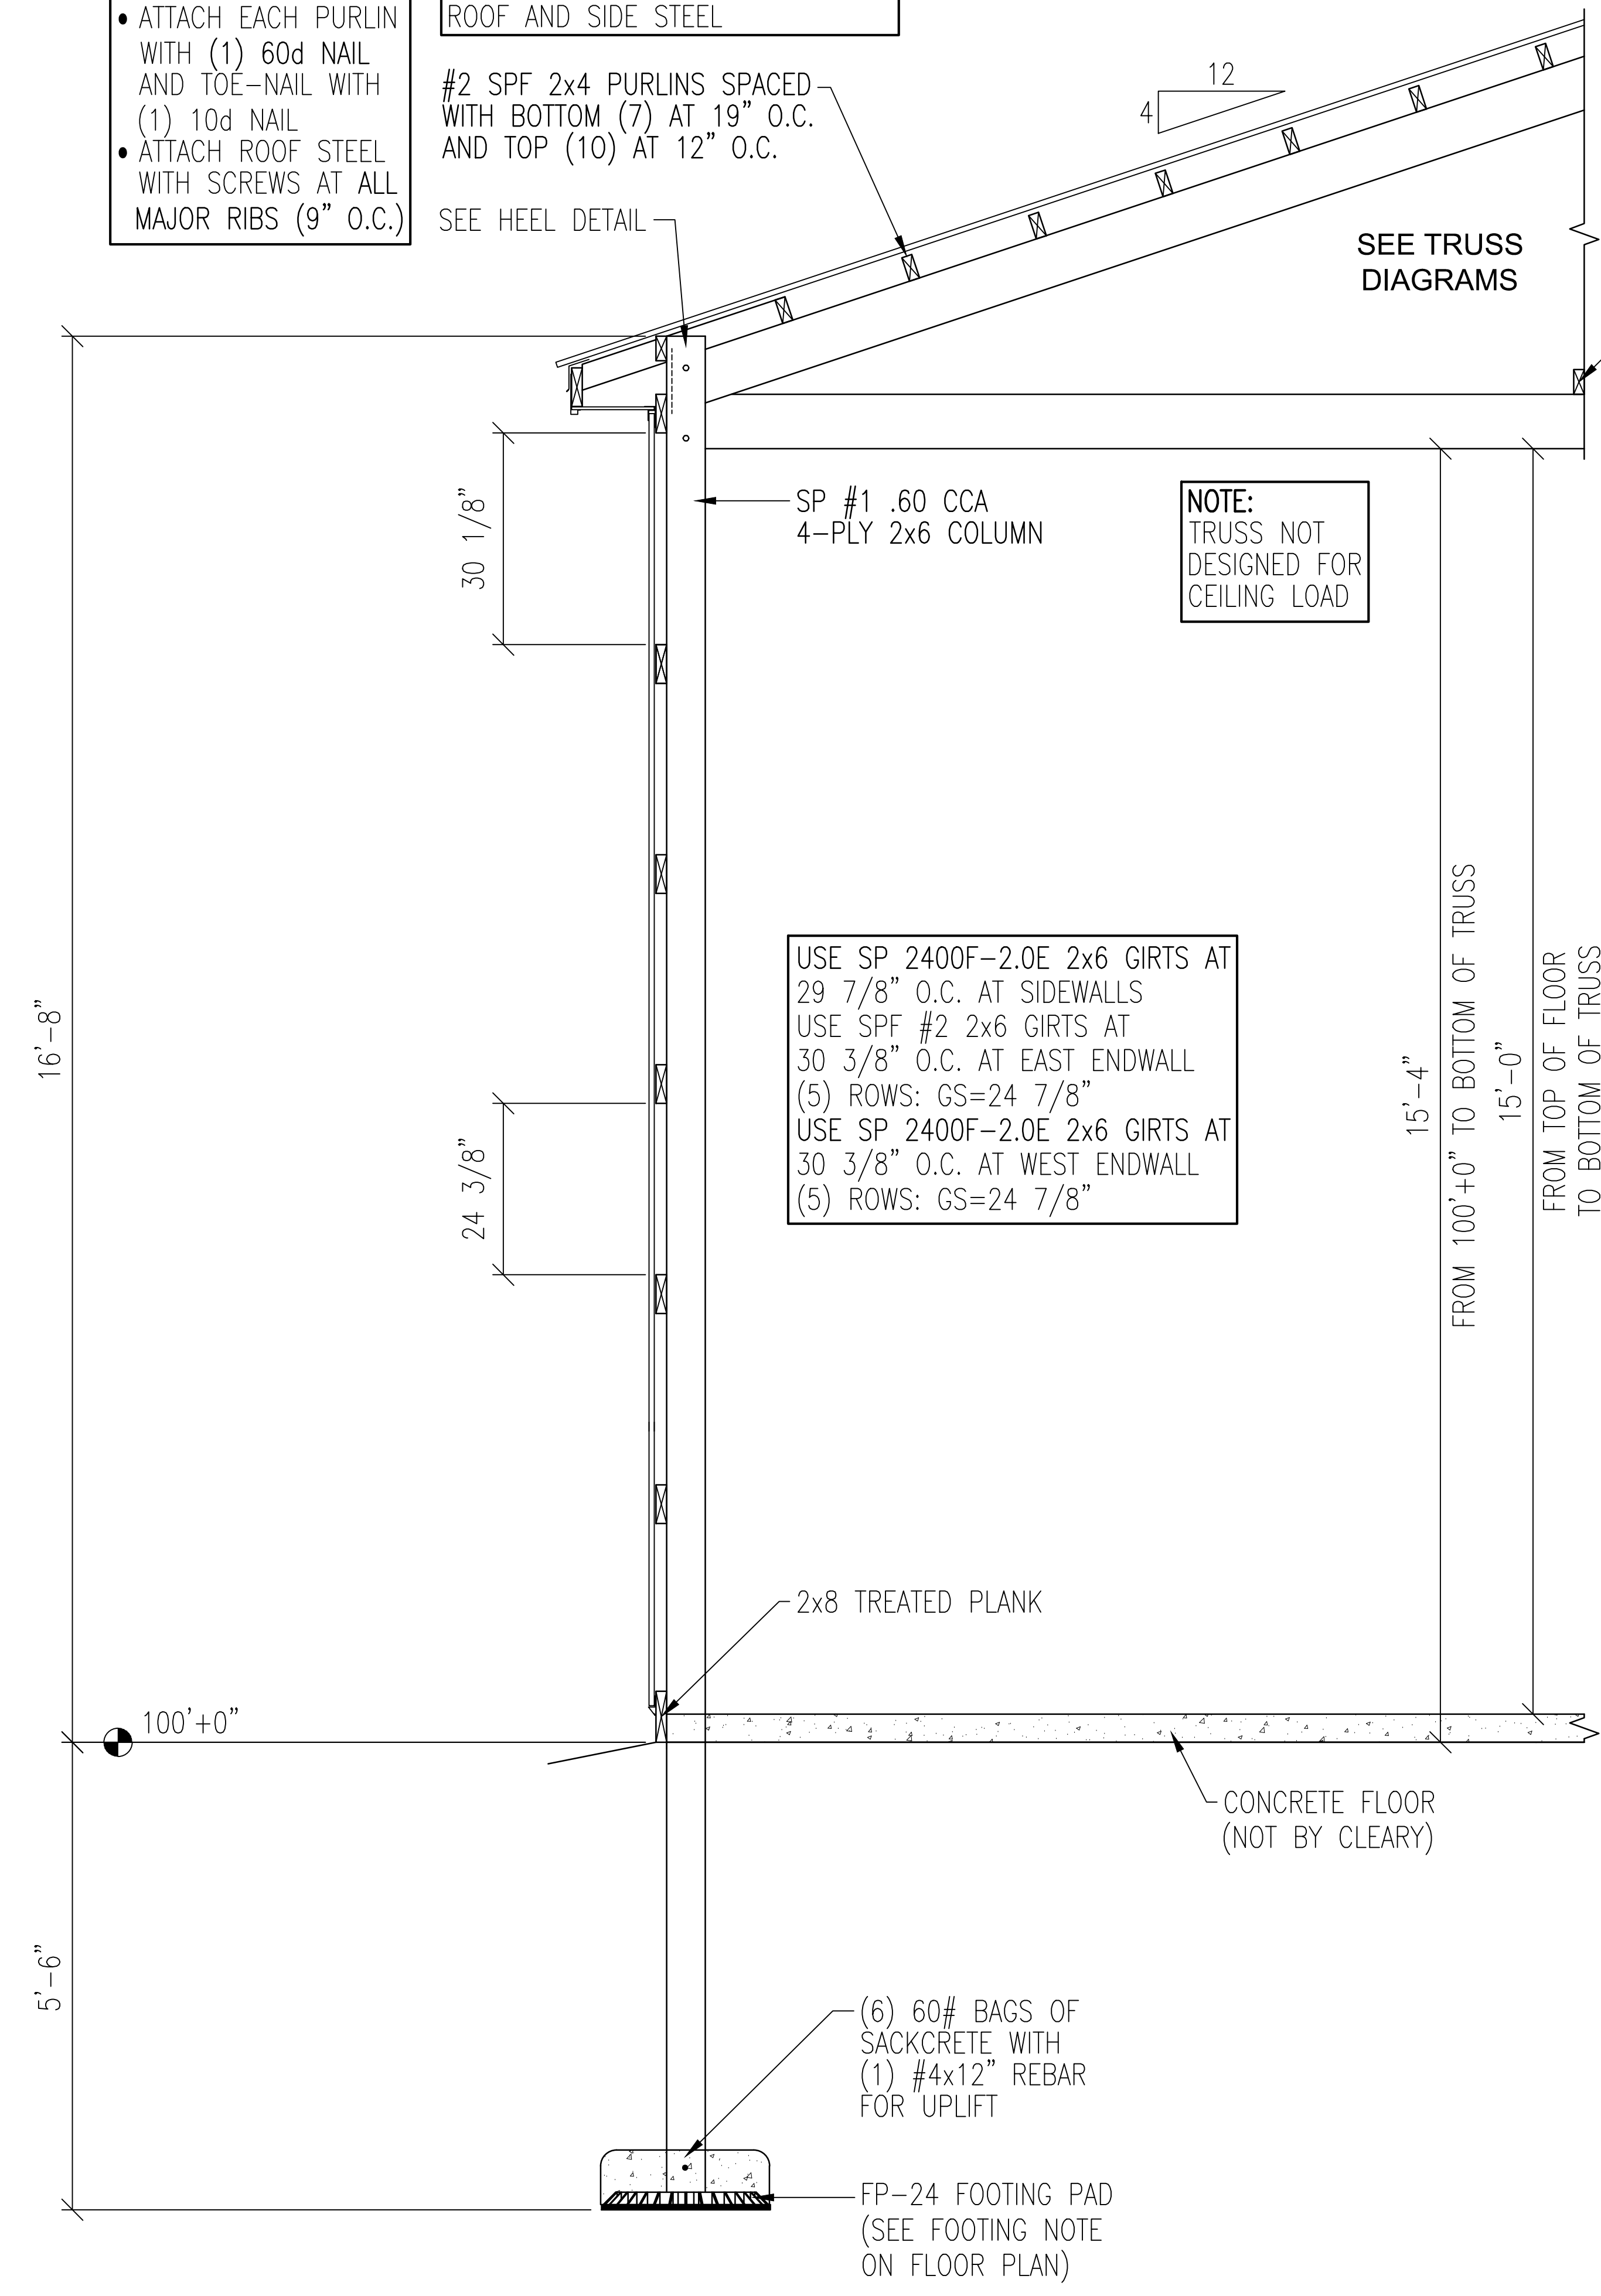 • ATTACH EACH PURLIN
WITH (1) 60d NAIL
AND TOE-NAIL WITH
(1) 10d NAIL
• ATTACH ROOF STEEL
WITH SCREWS AT ALL
MAJOR RIBS (9" O.C.)
ROOF AND SIDE STEEL
#2 SPF 2x4 PURLINS SPACED
WITH BOTTOM (7) AT 19" O.C.
AND TOP (10) AT 12" O.C.
SEE HEEL DETAIL
12
4
SEE TRUSS
DIAGRAMS
30 1/8"
SP #1 .60 CCA
4-PLY 2x6 COLUMN
NOTE:
TRUSS NOT
DESIGNED FOR
CEILING LOAD
16'-8"
24 3/8"
USE SP 2400F-2.0E 2x6 GIRTS AT
29 7/8" O.C. AT SIDEWALLS
USE SPF #2 2x6 GIRTS AT
30 3/8" O.C. AT EAST ENDWALL
(5) ROWS: GS=24 7/8"
USE SP 2400F-2.0E 2x6 GIRTS AT
30 3/8" O.C. AT WEST ENDWALL
(5) ROWS: GS=24 7/8"
15'-4"
FROM 100'+0" TO BOTTOM OF TRUSS
15'-0"
FROM TOP OF FLOOR
TO BOTTOM OF TRUSS
2x8 TREATED PLANK
100'+0"
CONCRETE FLOOR
(NOT BY CLEARY)
5'-6"
(6) 60# BAGS OF
SACKCRETE WITH
(1) #4x12" REBAR
FOR UPLIFT
FP-24 FOOTING PAD
(SEE FOOTING NOTE
ON FLOOR PLAN)